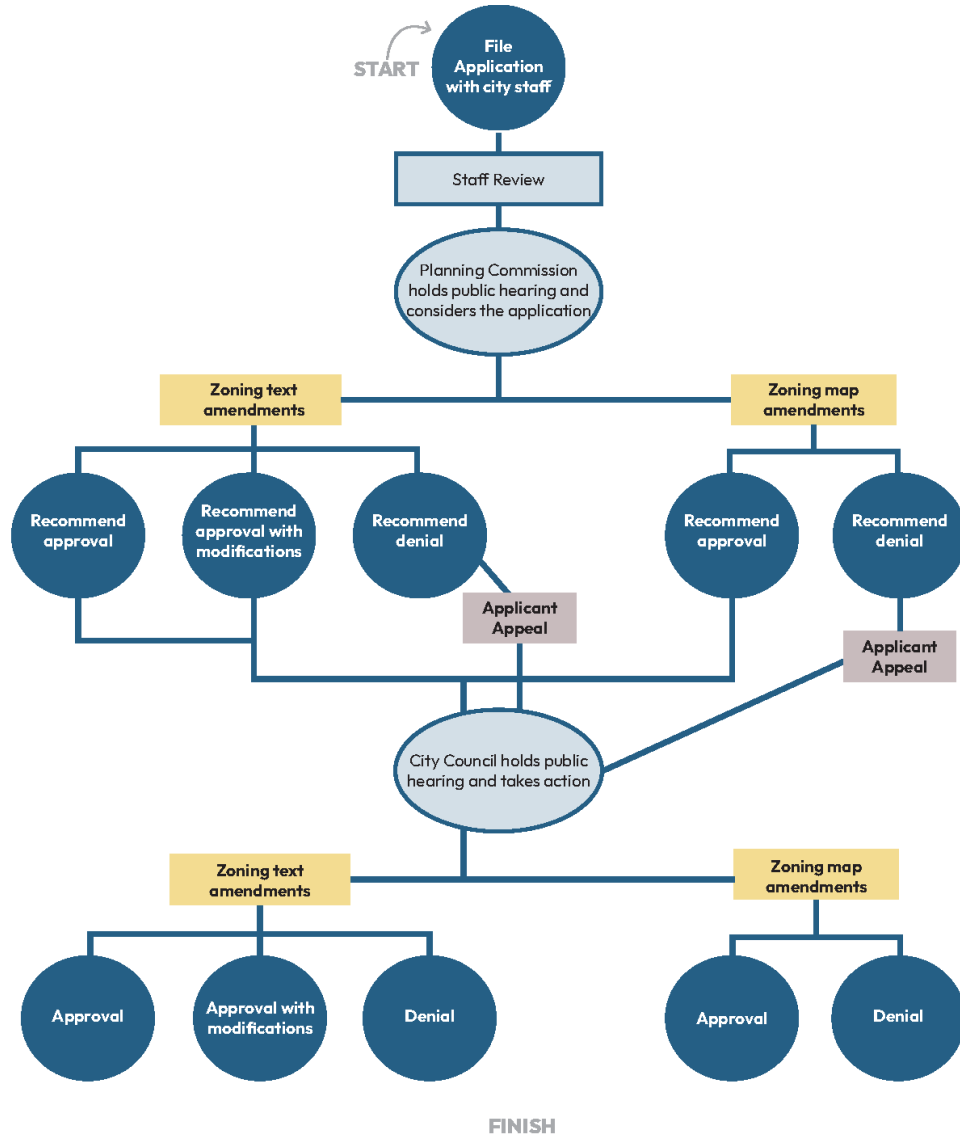 START
File
Application
with city staff
Staff Review
Planning Commission
holds public hearing and
considers the application
Zoning text
amendments
Zoning map
amendments
Recommend
approval
Recommend
approval with
modifications
Recommend
denial
Recommend
approval
Recommend
denial
Applicant
Appeal
Applicant
Appeal
City Council holds public
hearing and takes action
Zoning text
amendments
Zoning map
amendments
Approval
Approval with
modifications
Denial
Approval
Denial
FINISH